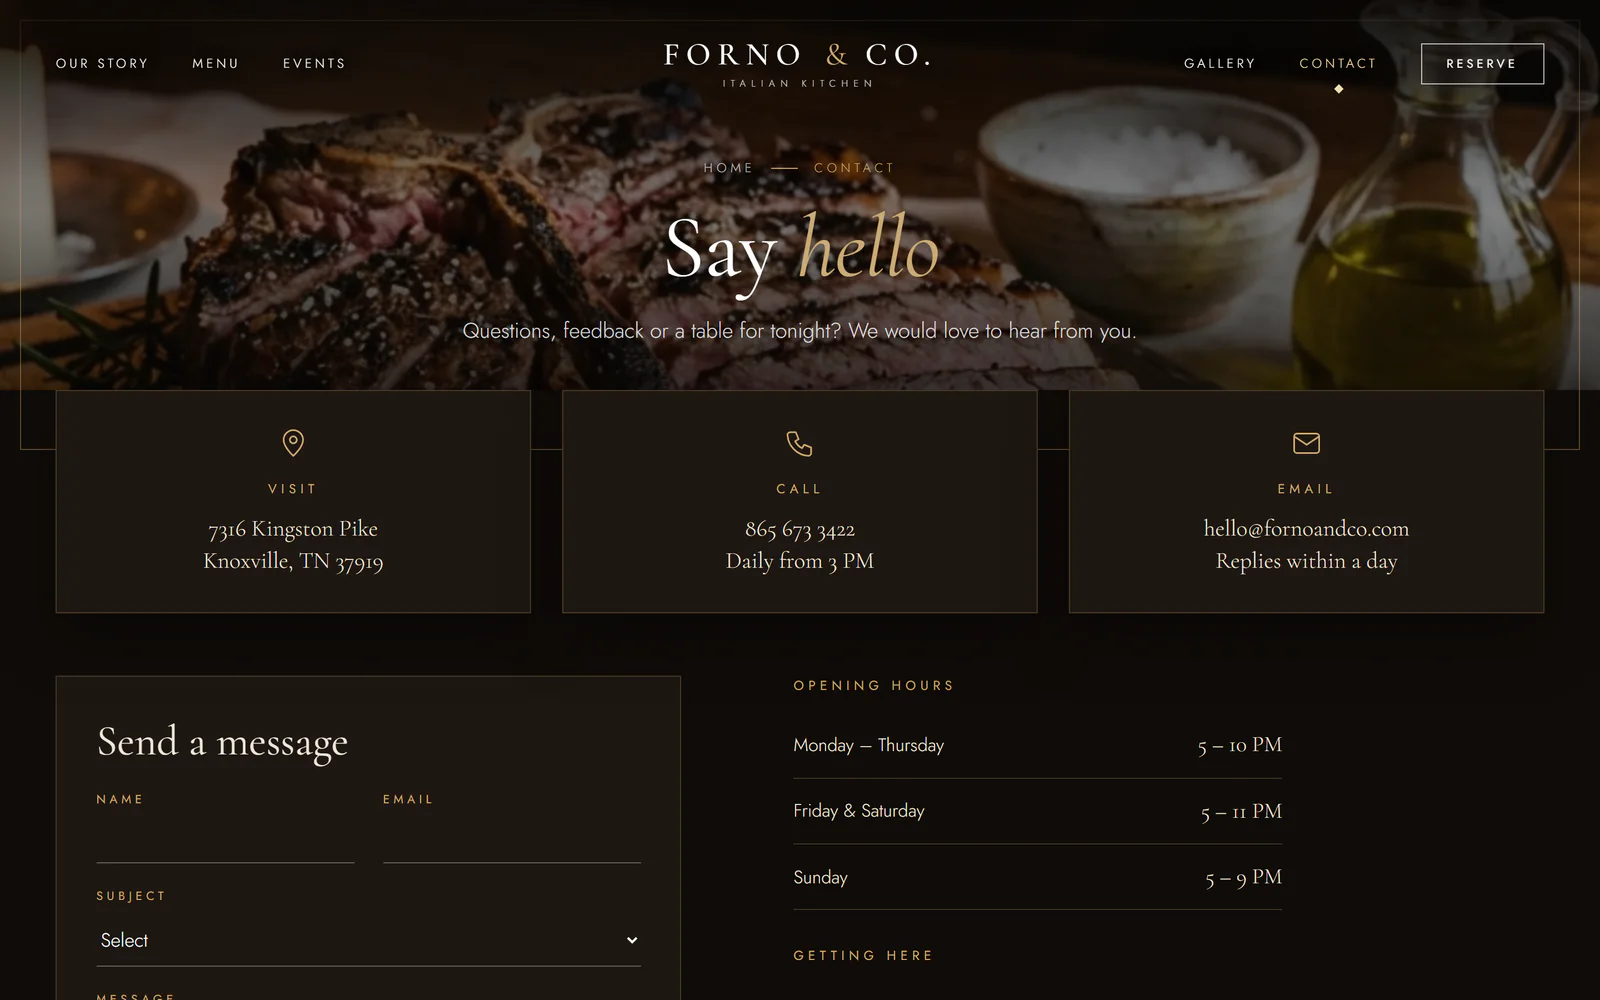 OUR STORY MENU EVENTS
FORNO & CO.
ITALIAN KITCHEN
GALLERY CONTACT RESERVE
HOME — CONTACT
Say hello
Questions, feedback or a table for tonight? We would love to hear from you.
VISIT
7316 Kingston Pike
Knoxville, TN 37919
CALL
865 673 3422
Daily from 3 PM
EMAIL
hello@fornoandco.com
Replies within a day
Send a message
NAME EMAIL
SUBJECT
Select
MESSAGE
OPENING HOURS
Monday – Thursday 5 – 10 PM
Friday & Saturday 5 – 11 PM
Sunday 5 – 9 PM
GETTING HERE